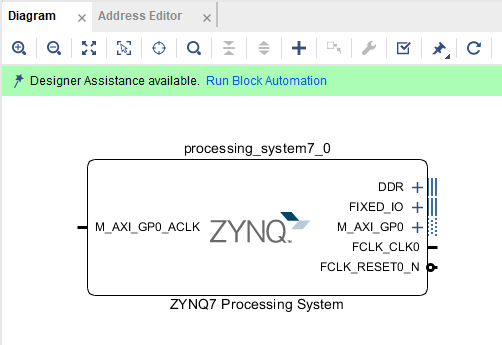 Diagram
Address Editor
Designer Assistance available. Run Block Automation
processing_system7_0
DDR
FIXED_IO
M_AXI_GP0_ACLK
ZYNQ
M_AXI_GP0
FCLK_CLK0
FCLK_RESET0_N
ZYNQ7 Processing System